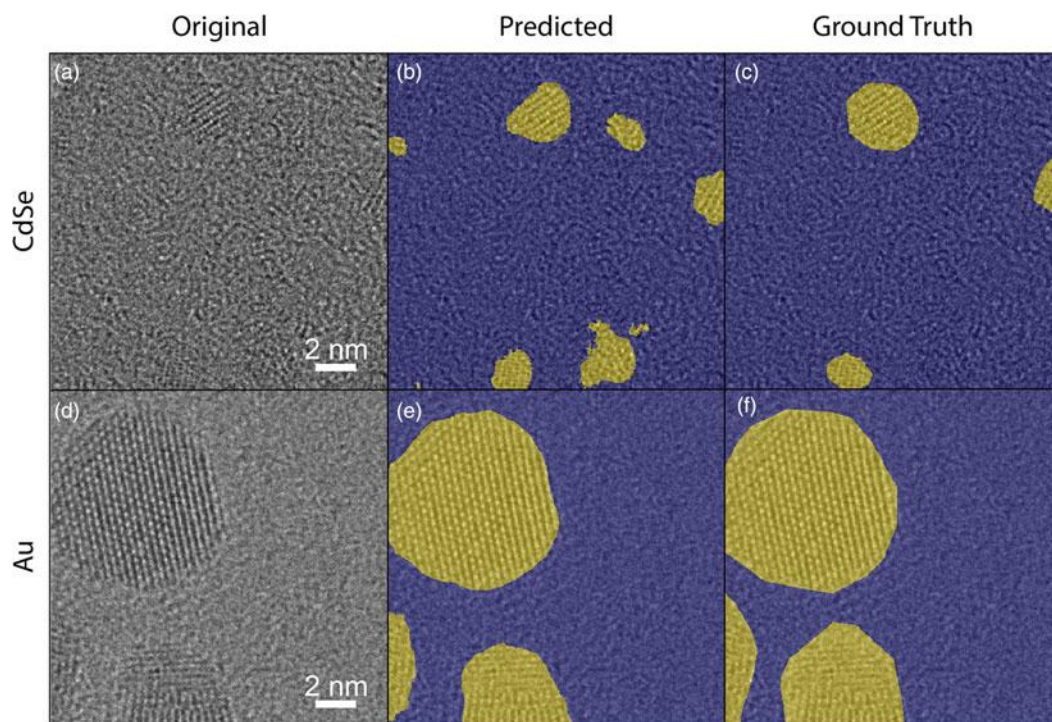 Original Predicted Ground Truth
CdSe
(a) (b) (c)
2 nm
Au
(d) (e) (f)
2 nm